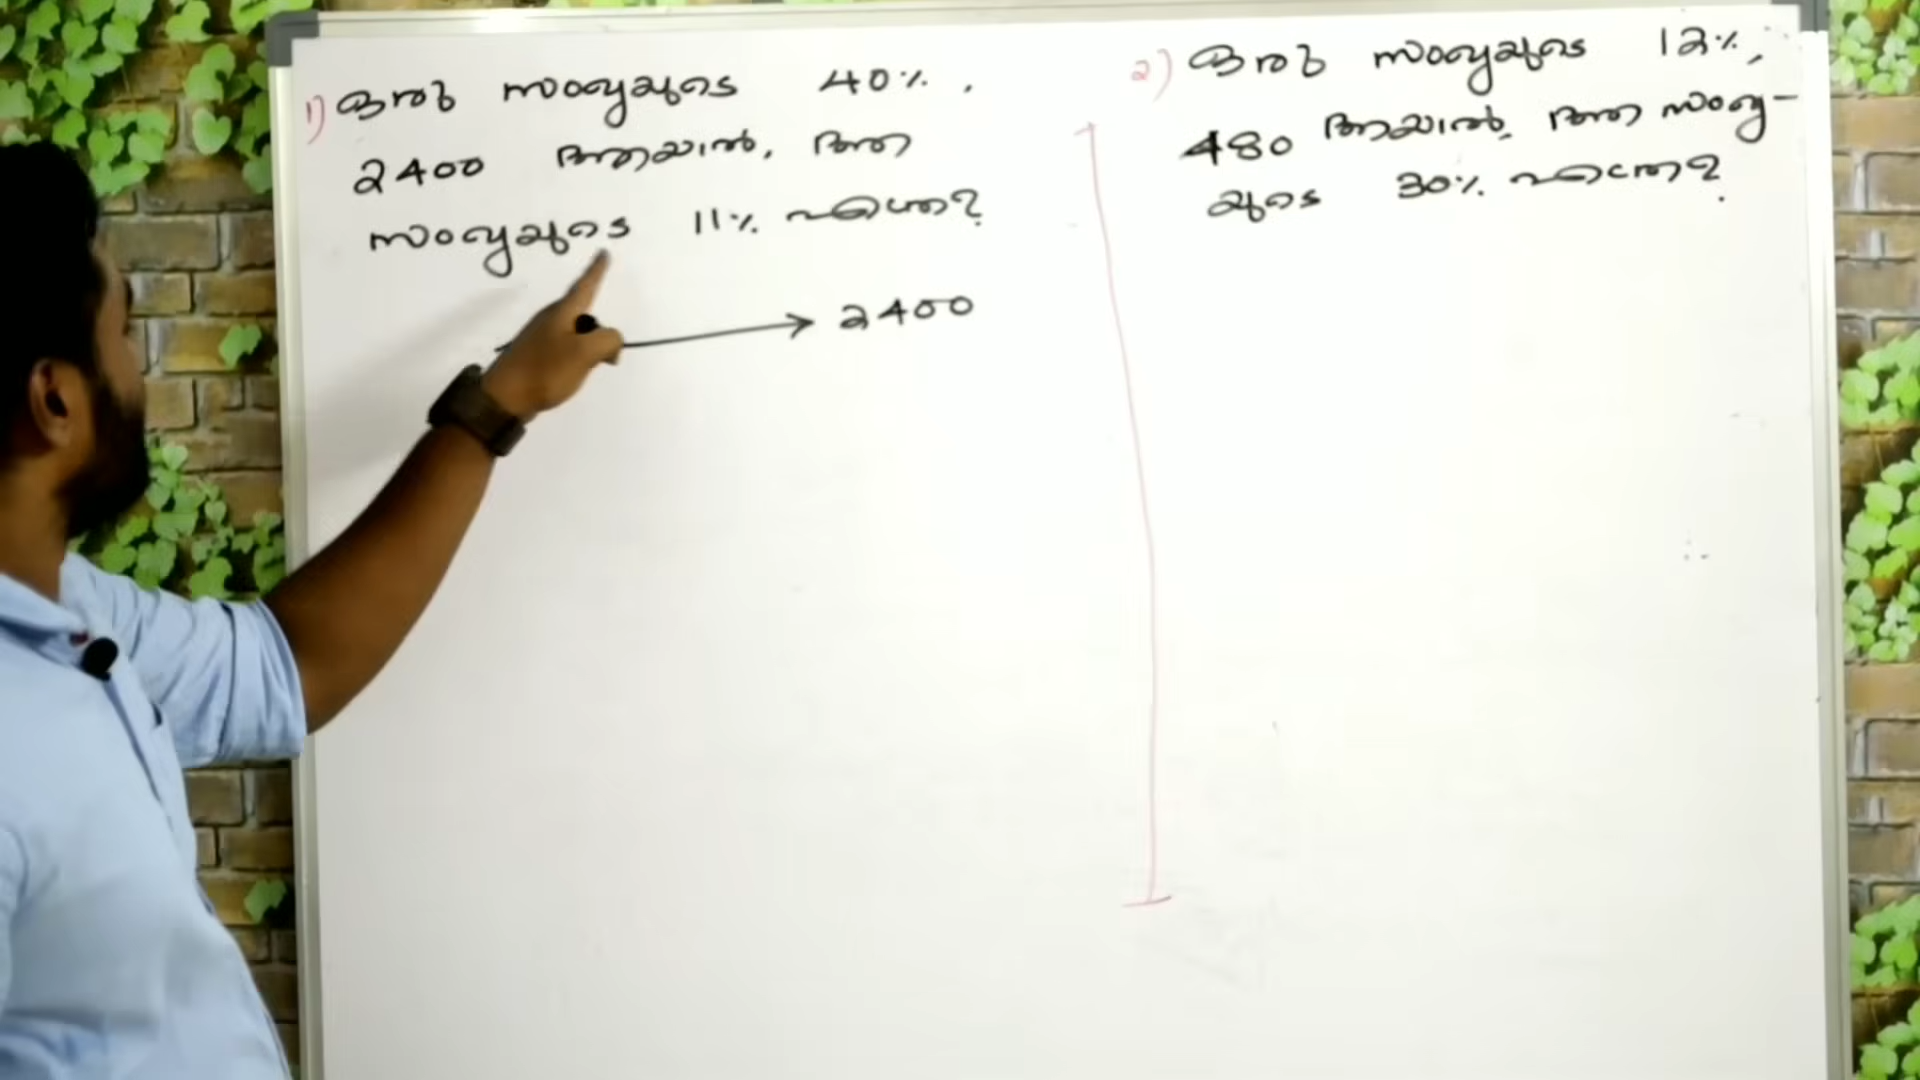 1) ഒരു സംഖ്യയുടെ 40%,
2400 ആയാൽ, ആ
സംഖ്യയുടെ 11% എത്ര?
→ 2400
2) ഒരു സംഖ്യയുടെ 12%,
480 ആയാൽ, ആ സംഖ്യ-
യുടെ 30% എത്ര?